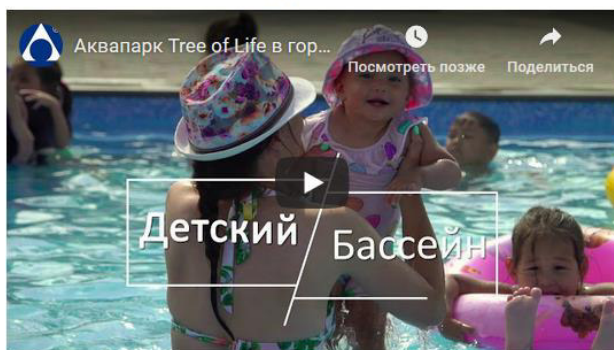 Аквапарк Tree of Life в гор...
Посмотреть позже
Поделиться
Детский
Бассейн